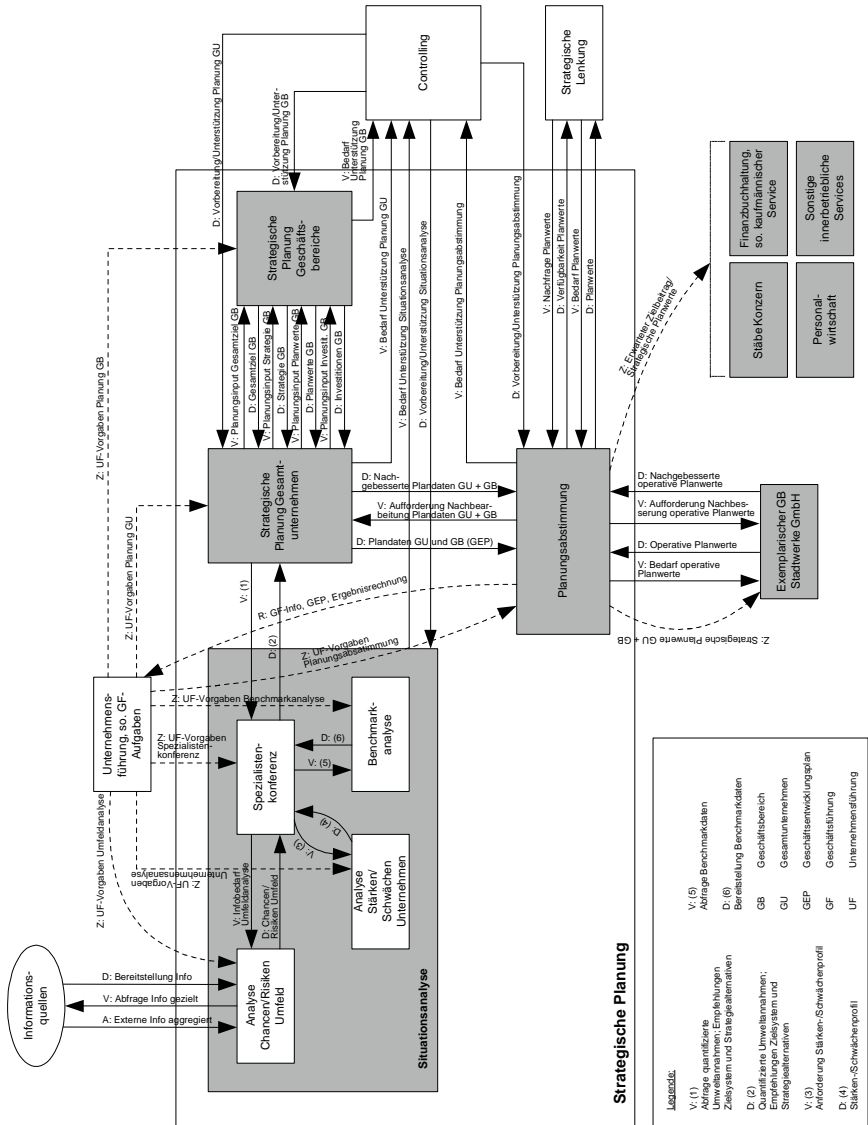 Informations-
quellen
D: Bereitstellung Info
V: Abfrage Info gezielt
A: Externe Info aggregiert
Unternehmens-
führung, so. GF-
Aufgaben
Z: UF-Vorgaben Umfeldanalyse
Z: UF-Vorgaben
Unternehmensanalyse
Z: UF-Vorgaben
Spezialistenkonferenz
Z: UF-Vorgaben Benchmarkanalyse
Z: UF-Vorgaben
Planungsabstimmung
R: GF-Info, GEP, Ergebnisrechnung
Z: UF-Vorgaben Planung GU
Z: UF-Vorgaben Planung GB
Analyse
Chancen/Risiken
Umfeld
V: Infobedarf
Umfeldanalyse
D: Chancen/
Risiken Umfeld
Spezialisten-
konferenz
Analyse
Stärken/
Schwächen
Unternehmen
V: (3)
D: (4)
Benchmark-
analyse
V: (5)
D: (6)
Situationsanalyse
V: (1)
D: (2)
Strategische
Planung Gesamt-
unternehmen
V: Planungsinput Gesamtziel GB
D: Gesamtziel GB
V: Planungsinput Strategie GB
D: Strategie GB
V: Planungsinput Planwerte GB
D: Planwerte GB
V: Planungsinput Investit. GB
D: Investitionen GB
Strategische
Planung
Geschäfts-
bereiche
D: Vorbereitung/Unterstützung Planung GU
D: Vorbereitung/Unter-
stützung Planung GB
V: Bedarf
Unterstützung
Planung GB
V: Bedarf Unterstützung Planung GU
V: Bedarf Unterstützung Situationsanalyse
D: Vorbereitung/Unterstützung Situationsanalyse
V: Bedarf Unterstützung Planungsabstimmung
D: Vorbereitung/Unterstützung Planungsabstimmung
Controlling
D: Nach-
gebesserte Plandaten GU + GB
V: Aufforderung Nachbear-
beitung Plandaten GU + GB
D: Plandaten GU und GB (GEP)
Planungsabstimmung
V: Nachfrage Planwerte
D: Verfügbarkeit Planwerte
V: Bedarf Planwerte
D: Planwerte
Strategische
Lenkung
Z: Erwarteter Zielbeitrag/
Strategische Planwerte
Stäbe Konzern
Finanzbuchhaltung,
so. kaufmännischer
Service
Personal-
wirtschaft
Sonstige
innerbetriebliche
Services
D: Nachgebesserte
operative Planwerte
V: Aufforderung Nachbes-
serung operative Planwerte
D: Operative Planwerte
V: Bedarf operative
Planwerte
Z: Strategische Planwerte GU + GB
Exemplarischer GB
Stadtwerke GmbH
Strategische Planung
Legende:
V: (1)
Abfrage quantifizierte
Umweltannahmen; Empfehlungen
Zielsystem und Strategiealternativen
D: (2)
Quantifizierte Umweltannahmen;
Empfehlungen Zielsystem und
Strategiealternativen
V: (3)
Anforderung Stärken-/Schwächenprofil
D: (4)
Stärken-/Schwächenprofil
V: (5)
Abfrage Benchmarkdaten
D: (6)
Bereitstellung Benchmarkdaten
GB Geschäftsbereich
GU Gesamtunternehmen
GEP Geschäftsentwicklungsplan
GF Geschäftsführung
UF Unternehmensführung